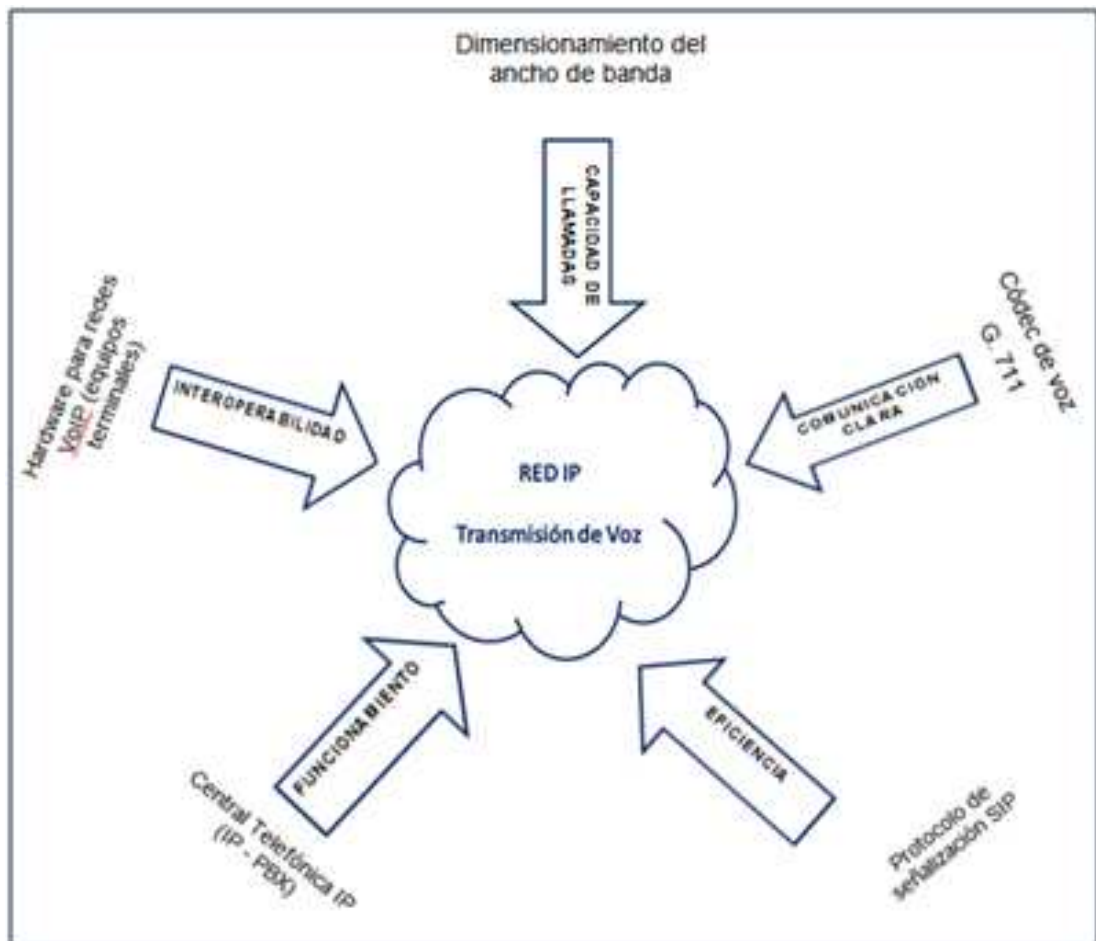 Dimensionamiento del
ancho de banda
CAPACIDAD DE
LLAMADAS
Hardware para redes
VoIP (equipos
terminales)
INTEROPERABILIDAD
Códec de voz
G. 711
COMUNICACIÓN
CLARA
RED IP
Transmisión de Voz
FUNCIONAMIENTO
Central Telefónica IP
(IP - PBX)
EFICIENCIA
Protocolo de
señalización SIP